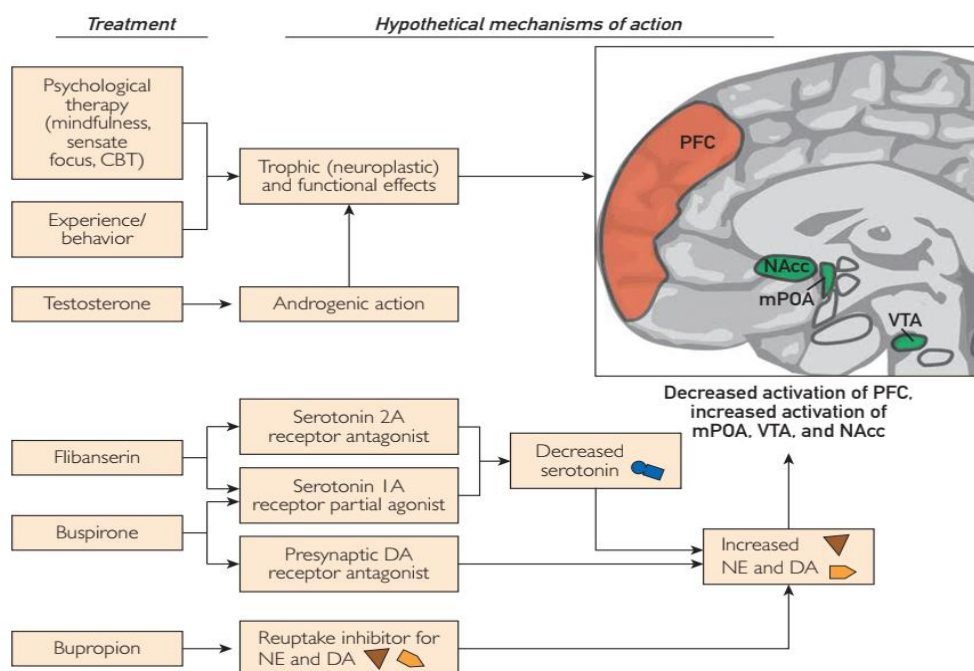 Treatment
Hypothetical mechanisms of action
Psychological
therapy
(mindfulness,
sensate
focus, CBT)
Experience/
behavior
Testosterone
Trophic (neuroplastic)
and functional effects
Androgenic action
PFC
NAcc
mPOA
VTA
Decreased activation of PFC,
increased activation of
mPOA, VTA, and NAcc
Flibanserin
Buspirone
Bupropion
Serotonin 2A
receptor antagonist
Serotonin 1A
receptor partial agonist
Presynaptic DA
receptor antagonist
Reuptake inhibitor for
NE and DA
Decreased
serotonin
Increased
NE and DA